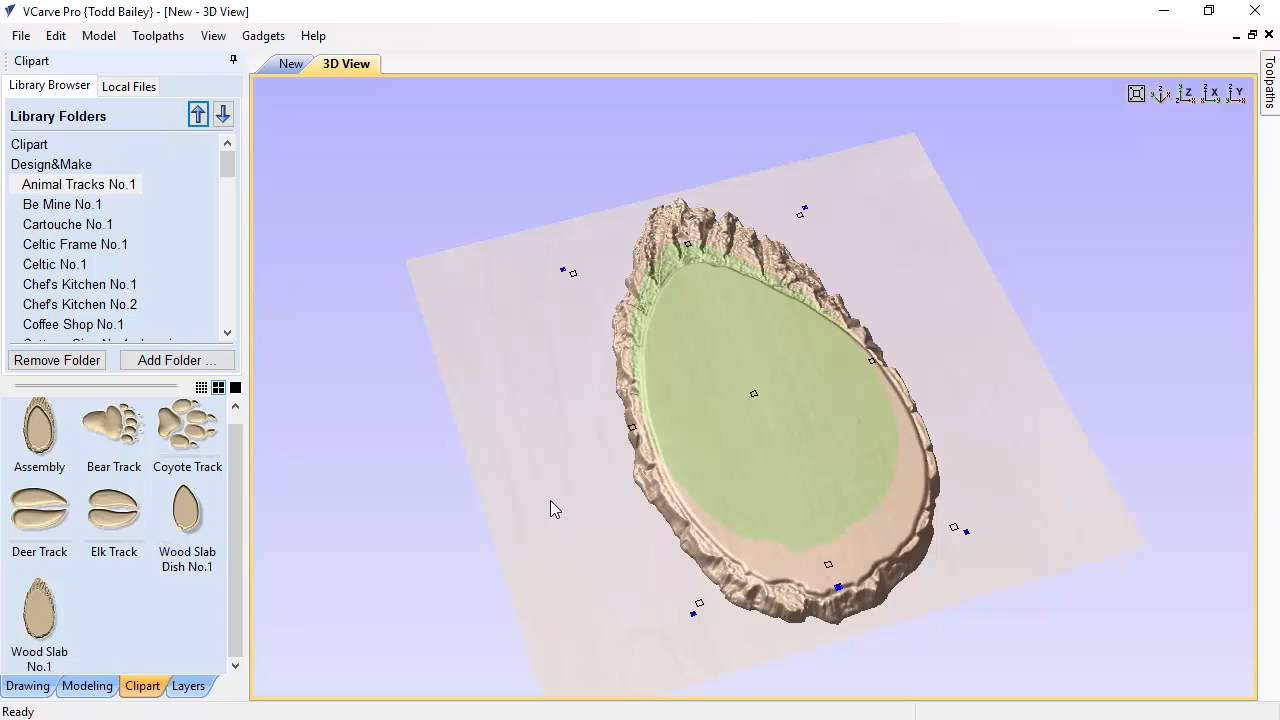 VCarve Pro {Todd Bailey} - [New - 3D View]
File Edit Model Toolpaths View Gadgets Help
Clipart
New 3D View
Library Browser Local Files
Toolpaths
Library Folders
Z X Y
Clipart
Design&Make
Animal Tracks No.1
Be Mine No.1
Cartouche No.1
Celtic Frame No.1
Celtic No.1
Chef's Kitchen No.1
Chef's Kitchen No.2
Coffee Shop No.1
Remove Folder Add Folder ...
Assembly Bear Track Coyote Track
Deer Track Elk Track Wood Slab
Dish No.1
Wood Slab
No.1
Drawing Modeling Clipart Layers
Ready